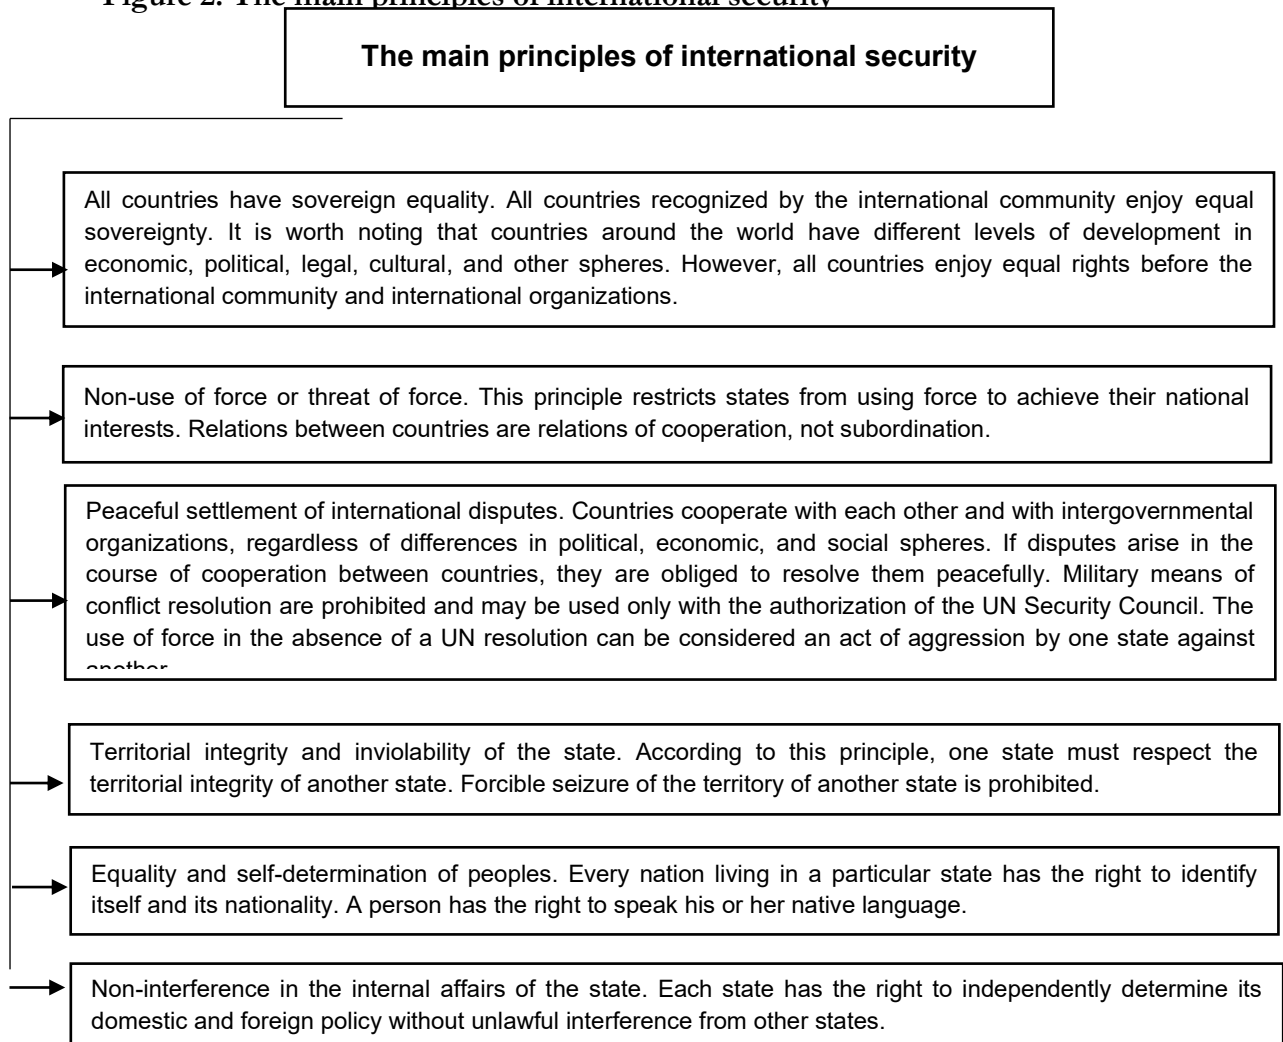 Figure 2. The main principles of international security
The main principles of international security
All countries have sovereign equality. All countries recognized by the international community enjoy equal
sovereignty. It is worth noting that countries around the world have different levels of development in
economic, political, legal, cultural, and other spheres. However, all countries enjoy equal rights before the
international community and international organizations.
Non-use of force or threat of force. This principle restricts states from using force to achieve their national
interests. Relations between countries are relations of cooperation, not subordination.
Peaceful settlement of international disputes. Countries cooperate with each other and with intergovernmental
organizations, regardless of differences in political, economic, and social spheres. If disputes arise in the
course of cooperation between countries, they are obliged to resolve them peacefully. Military means of
conflict resolution are prohibited and may be used only with the authorization of the UN Security Council. The
use of force in the absence of a UN resolution can be considered an act of aggression by one state against
another.
Territorial integrity and inviolability of the state. According to this principle, one state must respect the
territorial integrity of another state. Forcible seizure of the territory of another state is prohibited.
Equality and self-determination of peoples. Every nation living in a particular state has the right to identify
itself and its nationality. A person has the right to speak his or her native language.
Non-interference in the internal affairs of the state. Each state has the right to independently determine its
domestic and foreign policy without unlawful interference from other states.